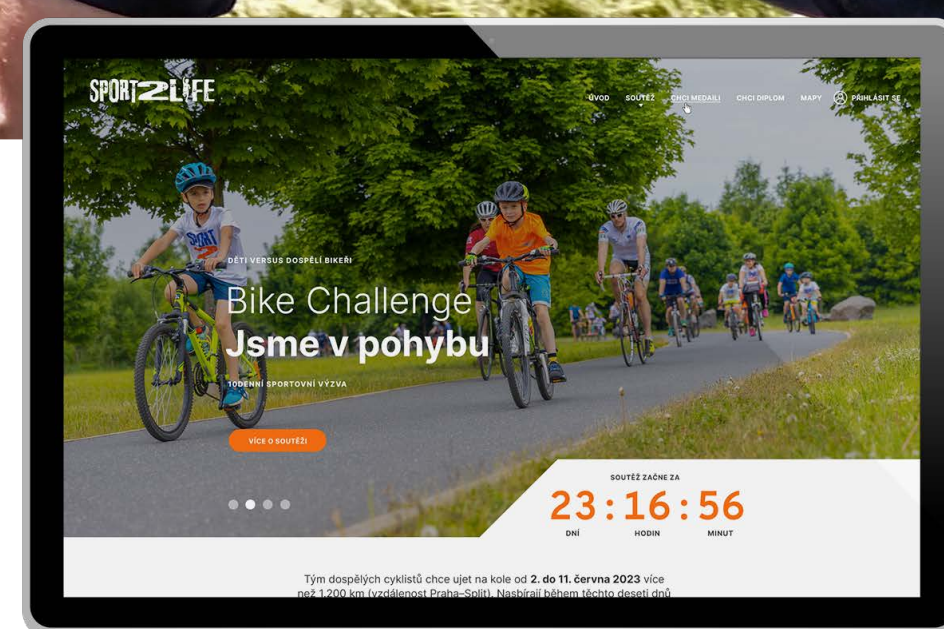 SPORT2LIFE
ÚVOD SOUTĚŽ CHCI MEDAILI CHCI DIPLOM MAPY PŘIHLÁSIT SE
SPORT
2
DĚTI VERSUS DOSPĚLÍ BIKEŘI
Bike Challenge
Jsme v pohybu
10DENNÍ SPORTOVNÍ VÝZVA
VÍCE O SOUTĚŽI
SOUTĚŽ ZAČNE ZA
23 : 16 : 56
DNÍ HODIN MINUT
Tým dospělých cyklistů chce ujet na kole od 2. do 11. června 2023 více
než 1.200 km (vzdálenost Praha–Split). Nasbírají během těchto deseti dnů